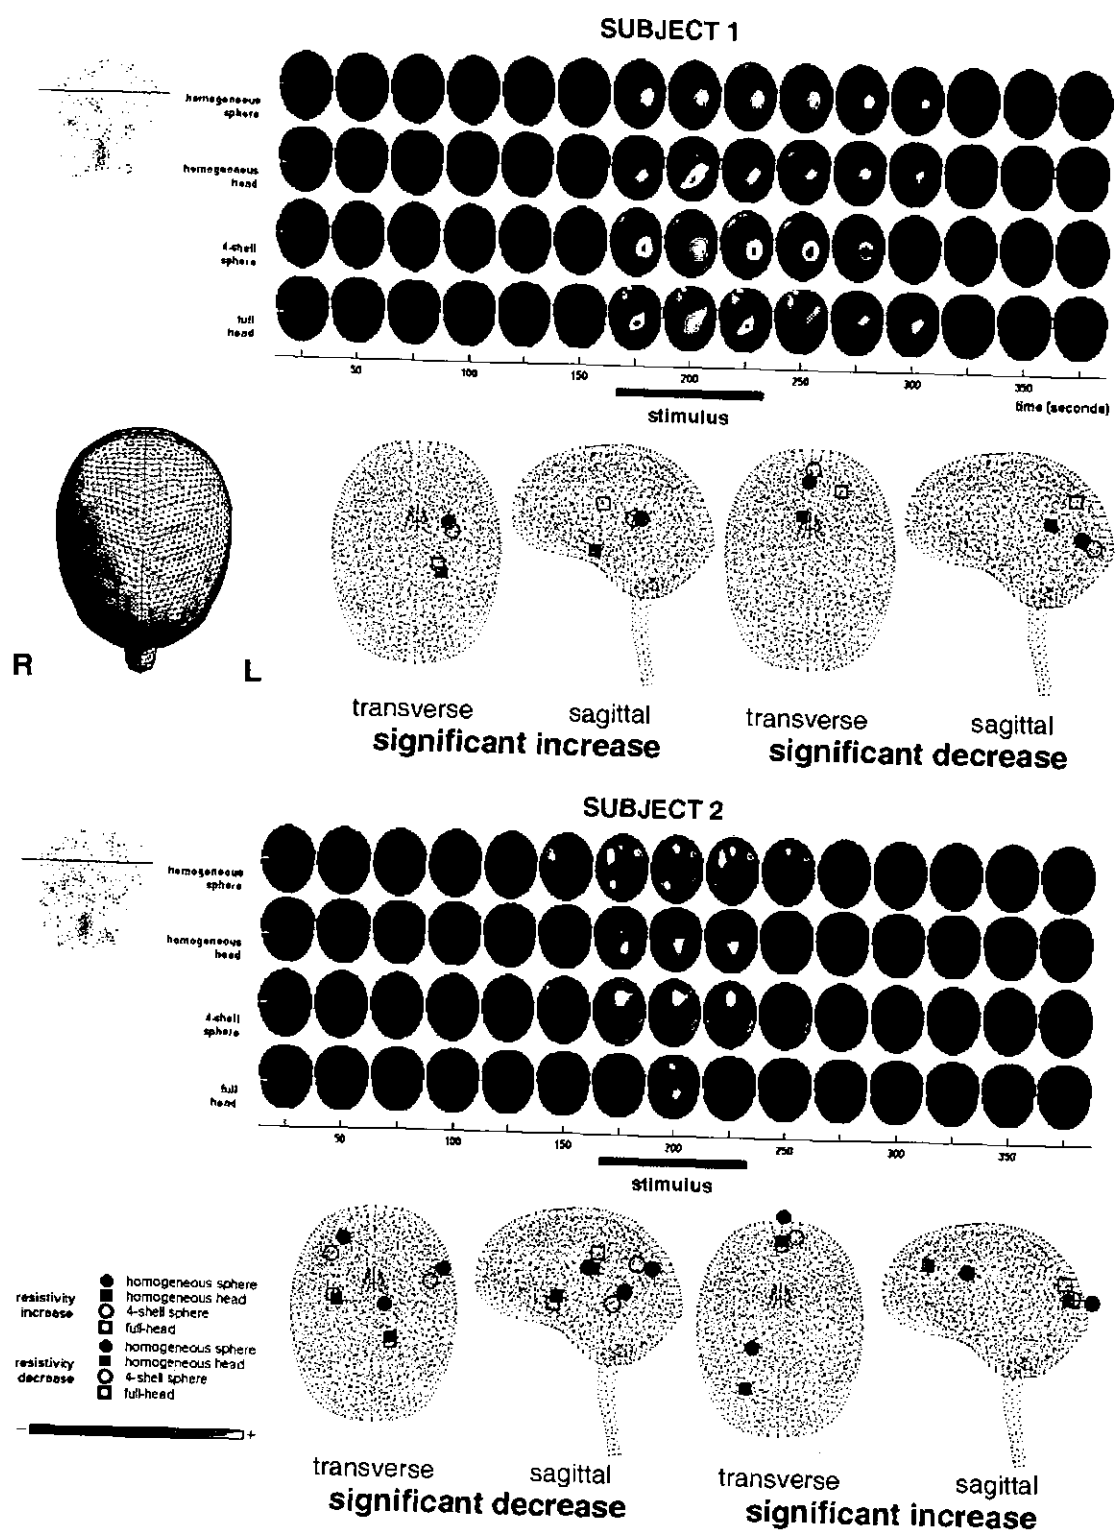 SUBJECT 1
homogeneous
sphere
homogeneous
head
4-shell
sphere
full
head
50 100 150 200 250 300 350
time (seconds)
stimulus
R L
transverse sagittal transverse sagittal
significant increase significant decrease
SUBJECT 2
homogeneous
sphere
homogeneous
head
4-shell
sphere
full
head
50 100 150 200 250 300 350
stimulus
resistivity
increase
homogeneous sphere
homogeneous head
4-shell sphere
full-head
resistivity
decrease
homogeneous sphere
homogeneous head
4-shell sphere
full-head
- +
transverse sagittal transverse sagittal
significant decrease significant increase